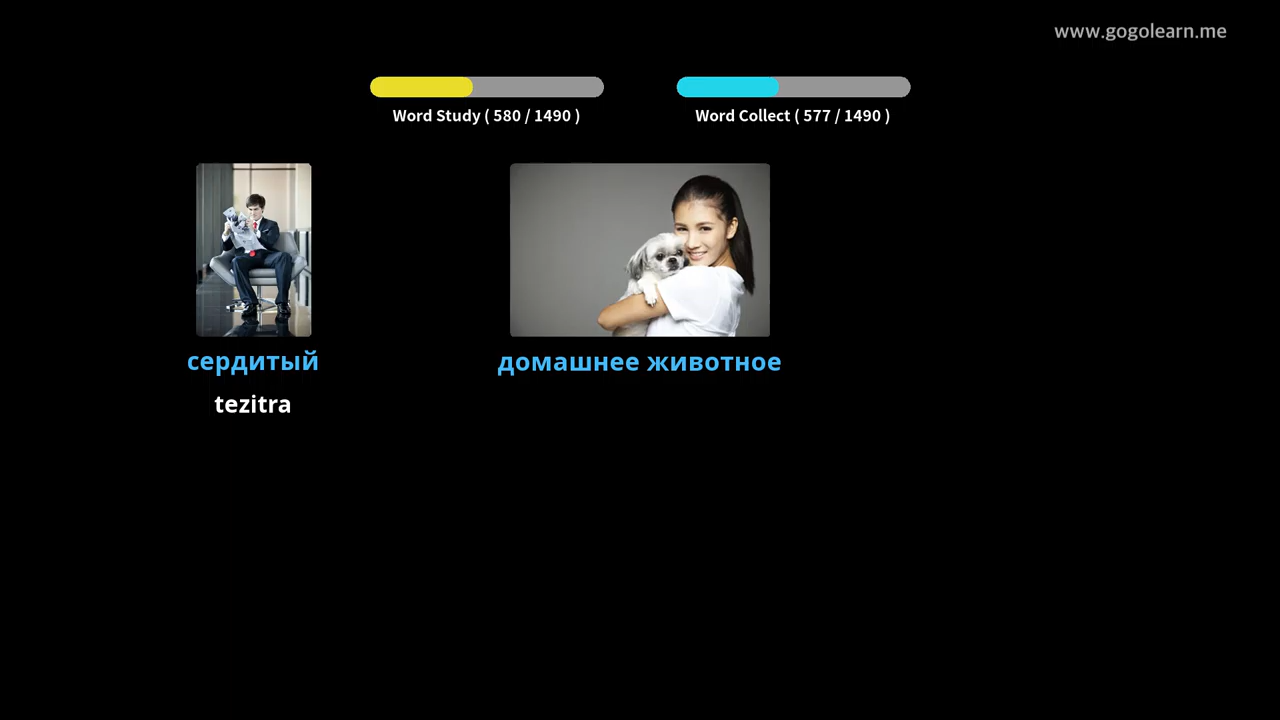 www.gogolearn.me
Word Study ( 580 / 1490 )
Word Collect ( 577 / 1490 )
сердитый
домашнее животное
tezitra